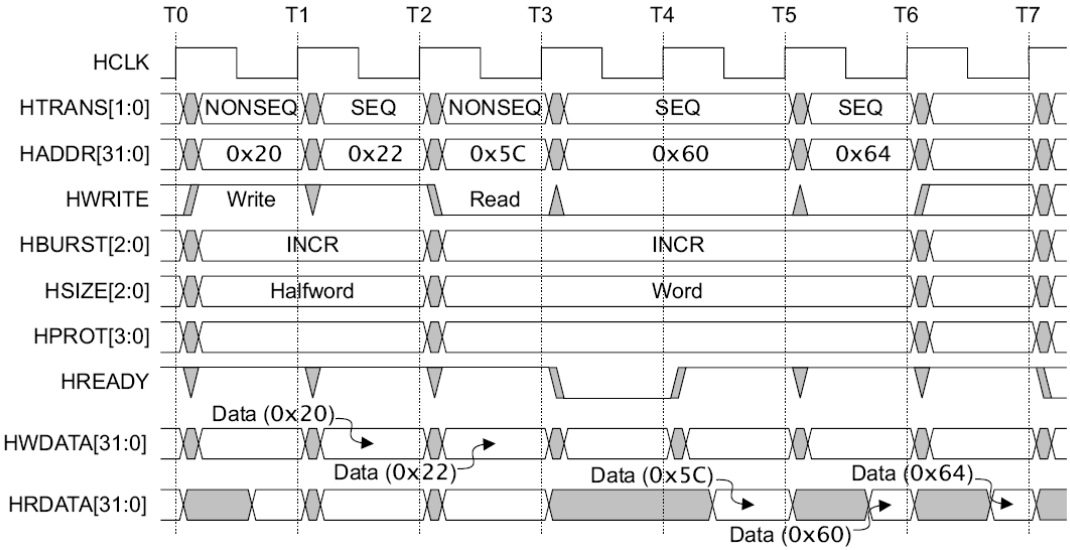 T0 T1 T2 T3 T4 T5 T6 T7
HCLK
HTRANS[1:0] NONSEQ SEQ NONSEQ SEQ SEQ
HADDR[31:0] 0x20 0x22 0x5C 0x60 0x64
HWRITE Write Read
HBURST[2:0] INCR INCR
HSIZE[2:0] Halfword Word
HPROT[3:0]
HREADY
Data (0x20)
HWDATA[31:0]
Data (0x22) Data (0x5C) Data (0x64)
HRDATA[31:0]
Data (0x60)